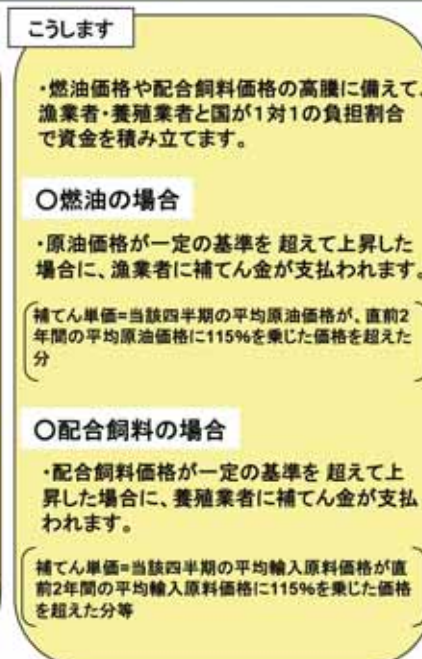 こうします
・燃油価格や配合飼料価格の高騰に備えて、
漁業者・養殖業者と国が1対1の負担割合
で資金を積み立てます。
○燃油の場合
・原油価格が一定の基準を 超えて上昇した
場合に、漁業者に補てん金が支払われます。
補てん単価=当該四半期の平均原油価格が、直前2
年間の平均原油価格に115%を乗じた価格を超えた
分
○配合飼料の場合
・配合飼料価格が一定の基準を 超えて上
昇した場合に、養殖業者に補てん金が支払
われます。
補てん単価=当該四半期の平均輸入原料価格が直
前2年間の平均輸入原料価格に115%を乗じた価格
を超えた分等